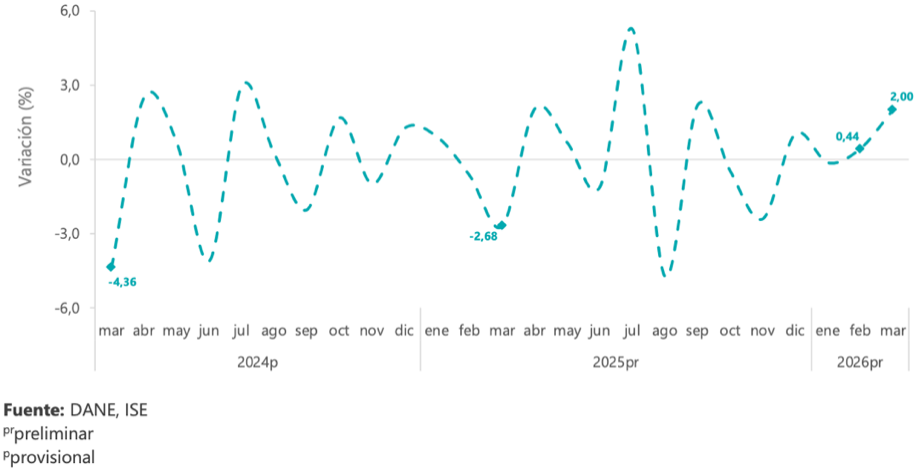 6,0
3,0
0,0
-3,0
-6,0
Variación (%)
-4,36
-2,68
0,44
2,00
mar abr may jun jul ago sep oct nov dic ene feb mar abr may jun jul ago sep oct nov dic ene feb mar
2024p 2025pr 2026pr
Fuente: DANE, ISE
prpreliminar
Pprovisional